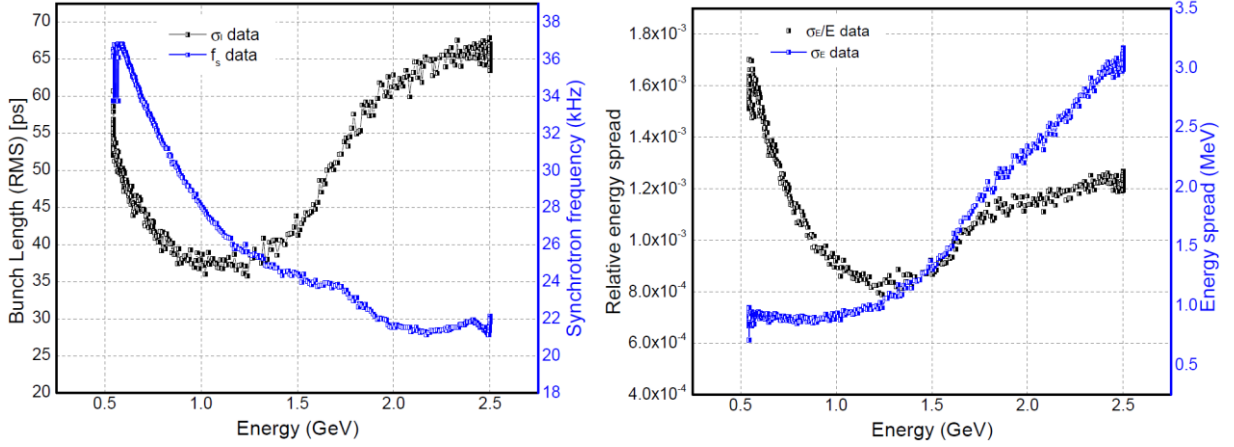 70
65
60
55
50
45
40
35
30
25
20
Bunch Length (RMS) [ps]
σₗ data
fₛ data
38
36
34
32
30
28
26
24
22
20
18
Synchrotron frequency (kHz)
0.5 1.0 1.5 2.0 2.5
Energy (GeV)
1.8x10⁻³
1.6x10⁻³
1.4x10⁻³
1.2x10⁻³
1.0x10⁻³
8.0x10⁻⁴
6.0x10⁻⁴
4.0x10⁻⁴
Relative energy spread
σE/E data
σE data
3.5
3.0
2.5
2.0
1.5
1.0
0.5
Energy spread (MeV)
0.5 1.0 1.5 2.0 2.5
Energy (GeV)